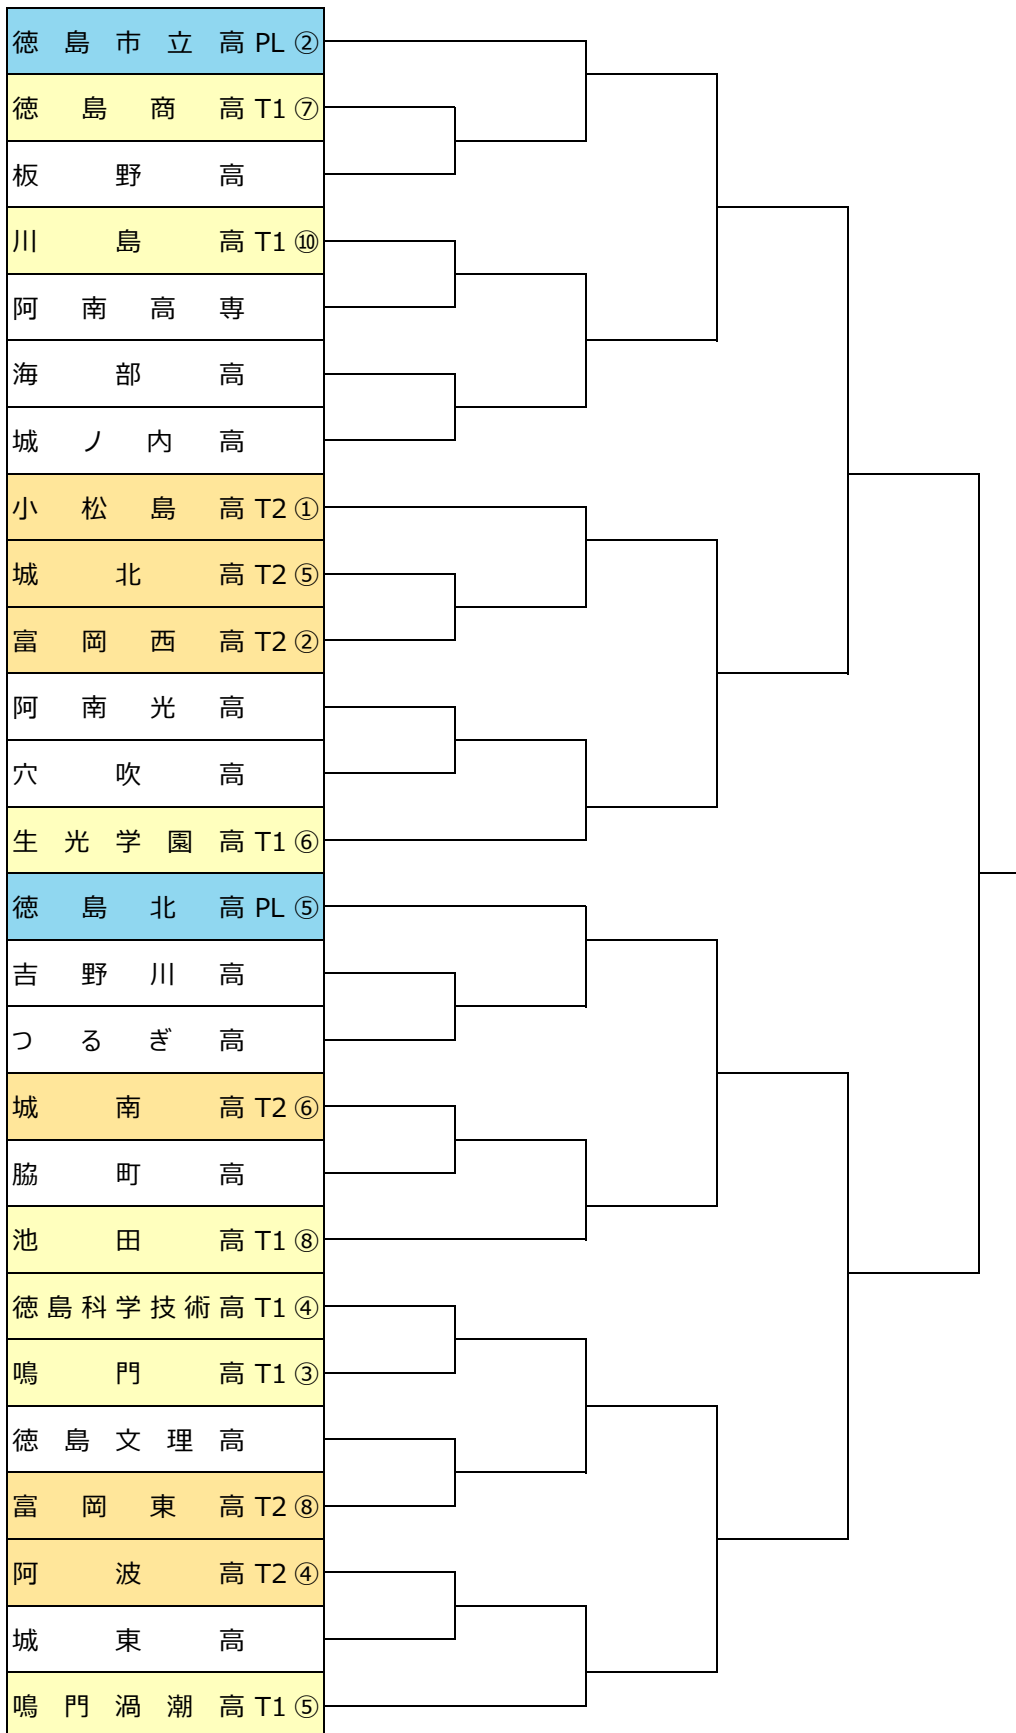 徳島市立高 PL ②
徳島商高 T1 ⑦
板野高
川島高 T1 ⑩
阿南高専
海部高
城ノ内高
小松島高 T2 ①
城北高 T2 ⑤
富岡西高 T2 ②
阿南光高
穴吹高
生光学園高 T1 ⑥
徳島北高 PL ⑤
吉野川高
つるぎ高
城南高 T2 ⑥
脇町高
池田高 T1 ⑧
徳島科学技術高 T1 ④
鳴門高 T1 ③
徳島文理高
富岡東高 T2 ⑧
阿波高 T2 ④
城東高
鳴門渦潮高 T1 ⑤